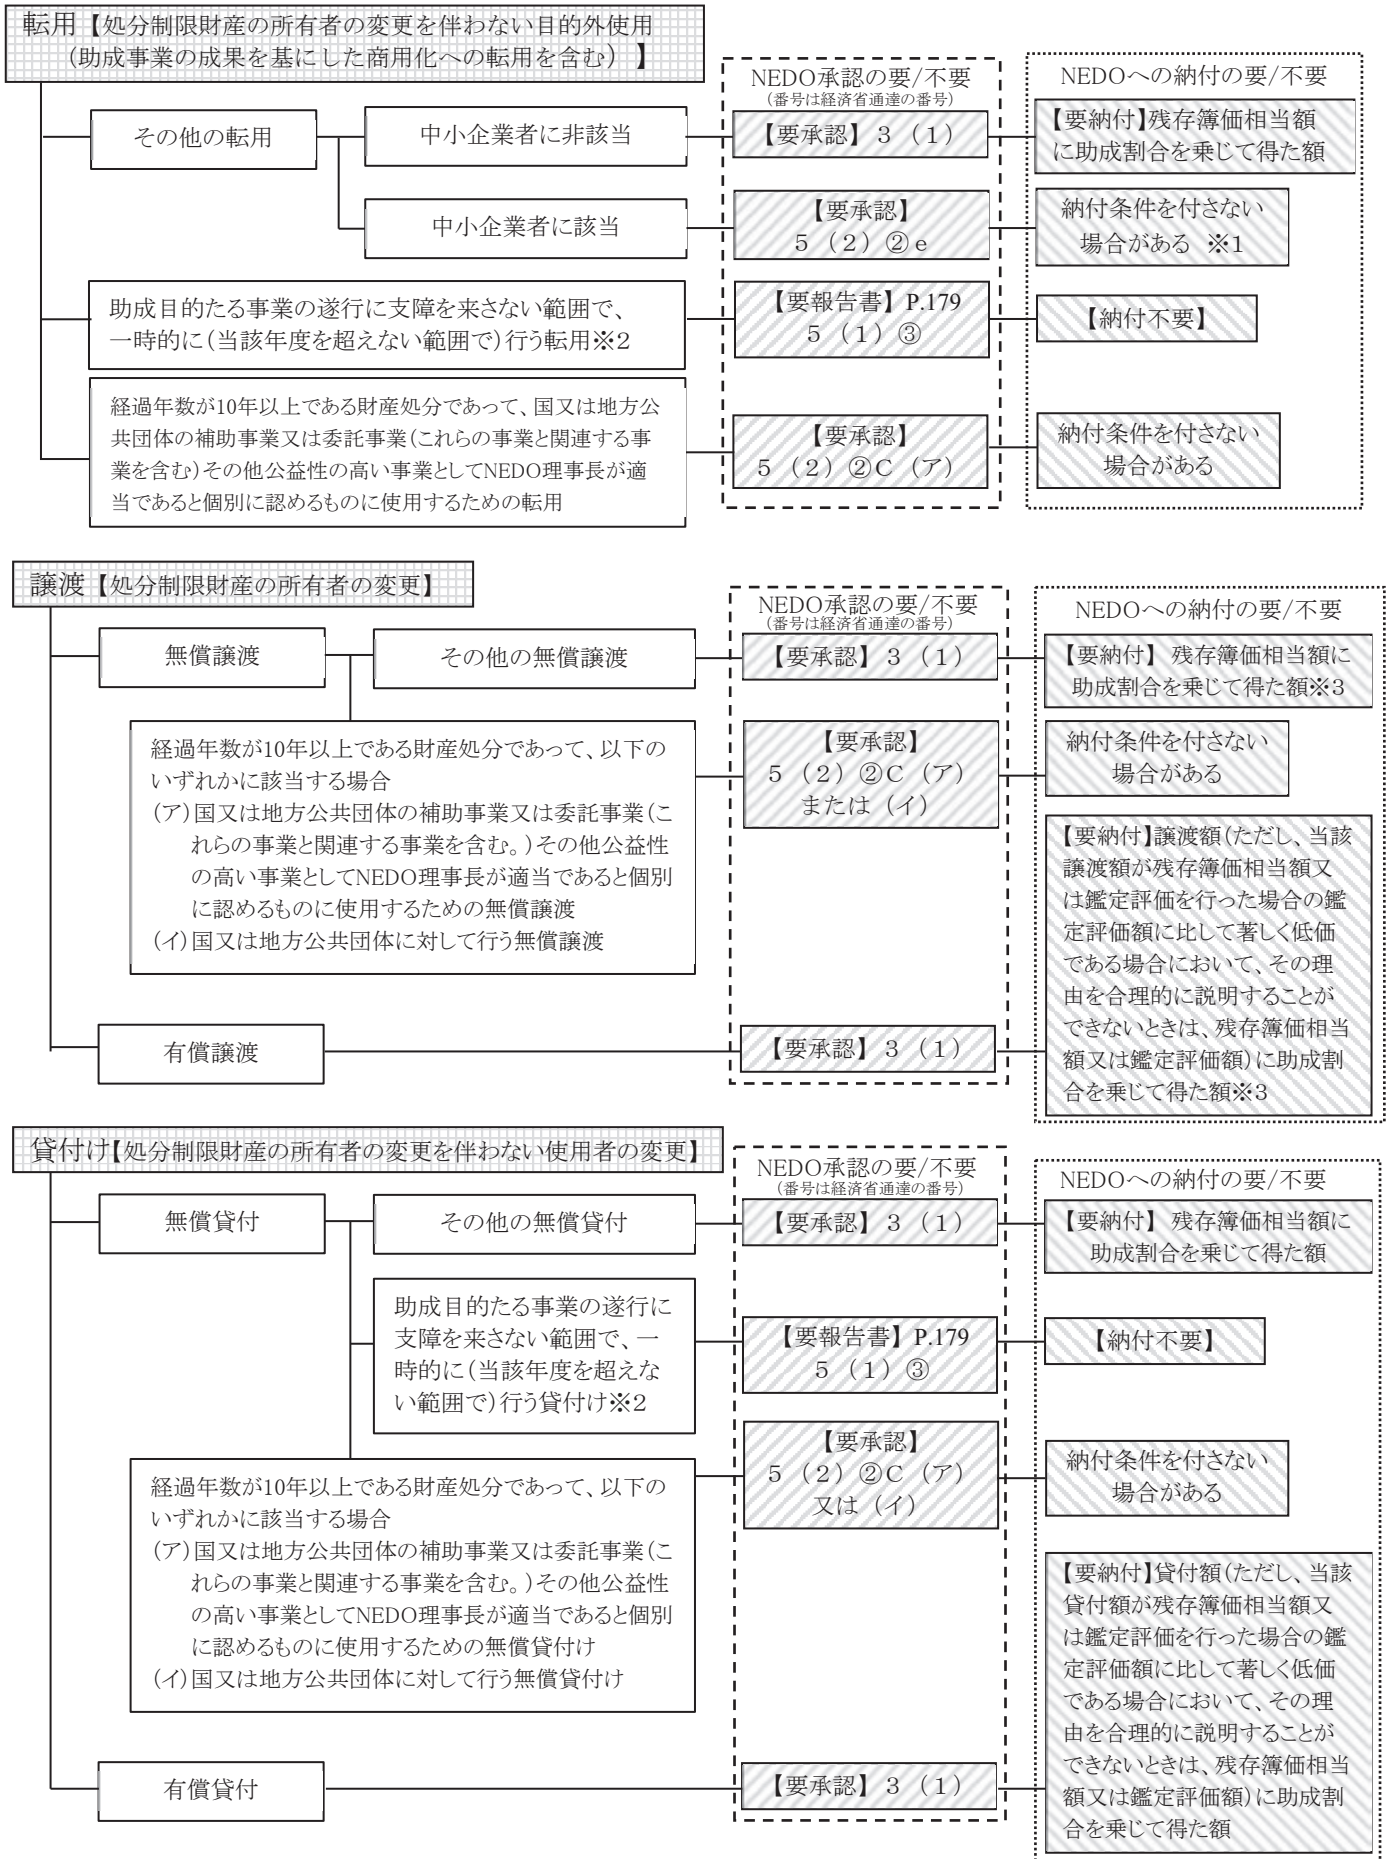 転用【処分制限財産の所有者の変更を伴わない目的外使用
(助成事業の成果を基にした商用化への転用を含む) 】
NEDO承認の要/不要
(番号は経済省通達の番号)
NEDOへの納付の要/不要
その他の転用
中小企業者に非該当
【要承認】3（1）
【要納付】残存簿価相当額
に助成割合を乗じて得た額
中小企業者に該当
【要承認】
5（2）②e
納付条件を付さない
場合がある ※1
助成目的たる事業の遂行に支障を来さない範囲で、
一時的に(当該年度を超えない範囲で)行う転用※2
【要報告書】P.179
5（1）③
【納付不要】
経過年数が10年以上である財産処分であって、国又は地方公
共団体の補助事業又は委託事業(これらの事業と関連する事
業を含む)その他公益性の高い事業としてNEDO理事長が適
当であると個別に認めるものに使用するための転用
【要承認】
5（2）②C（ア）
納付条件を付さない
場合がある
譲渡【処分制限財産の所有者の変更】
NEDO承認の要/不要
(番号は経済省通達の番号)
NEDOへの納付の要/不要
無償譲渡
その他の無償譲渡
【要承認】3（1）
【要納付】残存簿価相当額に
助成割合を乗じて得た額※3
経過年数が10年以上である財産処分であって、以下の
いずれかに該当する場合
(ア)国又は地方公共団体の補助事業又は委託事業(こ
れらの事業と関連する事業を含む。)その他公益性
の高い事業としてNEDO理事長が適当であると個別
に認めるものに使用するための無償譲渡
(イ)国又は地方公共団体に対して行う無償譲渡
【要承認】
5（2）②C（ア）
または（イ）
納付条件を付さない
場合がある
有償譲渡
【要承認】3（1）
【要納付】譲渡額(ただし、当該
譲渡額が残存簿価相当額又
は鑑定評価を行った場合の鑑
定評価額に比して著しく低価
である場合において、その理
由を合理的に説明することが
できないときは、残存簿価相当
額又は鑑定評価額)に助成割
合を乗じて得た額※3
貸付け【処分制限財産の所有者の変更を伴わない使用者の変更】
NEDO承認の要/不要
(番号は経済省通達の番号)
NEDOへの納付の要/不要
無償貸付
その他の無償貸付
【要承認】3（1）
【要納付】残存簿価相当額に
助成割合を乗じて得た額
助成目的たる事業の遂行に
支障を来さない範囲で、一
時的に(当該年度を超えな
い範囲で)行う貸付け※2
【要報告書】P.179
5（1）③
【納付不要】
経過年数が10年以上である財産処分であって、以下の
いずれかに該当する場合
(ア)国又は地方公共団体の補助事業又は委託事業(こ
れらの事業と関連する事業を含む。)その他公益性
の高い事業としてNEDO理事長が適当であると個別
に認めるものに使用するための無償貸付け
(イ)国又は地方公共団体に対して行う無償貸付け
【要承認】
5（2）②C（ア）
又は（イ）
納付条件を付さない
場合がある
有償貸付
【要承認】3（1）
【要納付】貸付額(ただし、当該
貸付額が残存簿価相当額又
は鑑定評価を行った場合の鑑
定評価額に比して著しく低価
である場合において、その理
由を合理的に説明することが
できないときは、残存簿価相当
額又は鑑定評価額)に助成割
合を乗じて得た額